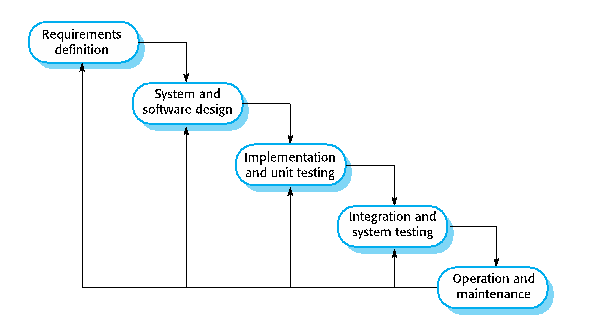 Requirements
definition
System and
software design
Implementation
and unit testing
Integration and
system testing
Operation and
maintenance